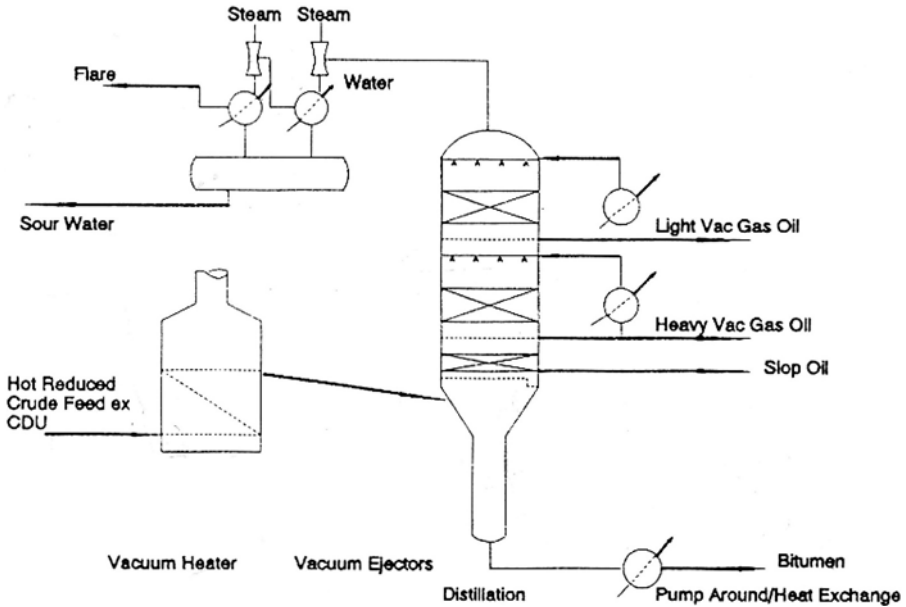 Steam Steam
Flare
Water
Sour Water
Light Vac Gas Oil
Heavy Vac Gas Oil
Slop Oil
Hot Reduced
Crude Feed ex
CDU
Vacuum Heater
Vacuum Ejectors
Bitumen
Distillation
Pump Around/Heat Exchange